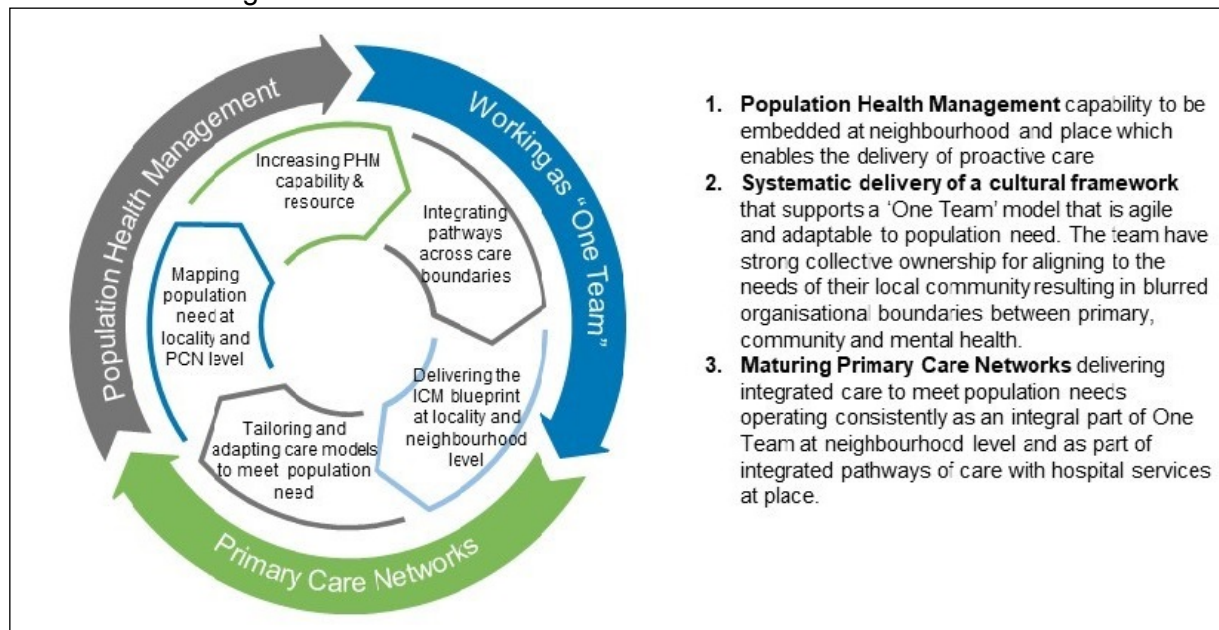 Population Health Management
Working as "One Team"
Primary Care Networks
Increasing PHM
capability &
resource
Integrating
pathways
across care
boundaries
Delivering the
ICM blueprint
at locality and
neighbourhood
level
Tailoring and
adapting care models
to meet population
need
Mapping
population
need at
locality and
PCN level
1. Population Health Management capability to be
embedded at neighbourhood and place which
enables the delivery of proactive care
2. Systematic delivery of a cultural framework
that supports a ‘One Team’ model that is agile
and adaptable to population need. The team have
strong collective ownership for aligning to the
needs of their local community resulting in blurred
organisational boundaries between primary,
community and mental health.
3. Maturing Primary Care Networks delivering
integrated care to meet population needs
operating consistently as an integral part of One
Team at neighbourhood level and as part of
integrated pathways of care with hospital services
at place.